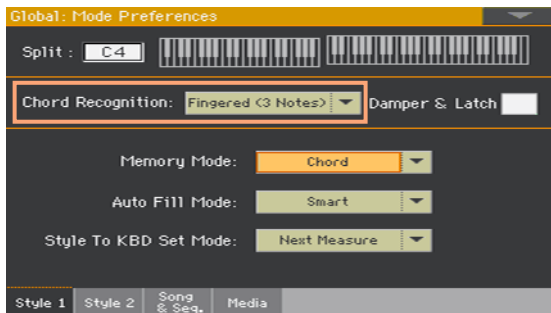 Global: Mode Preferences
Split : C4
Chord Recognition: Fingered (3 Notes) Damper & Latch
Memory Mode: Chord
Auto Fill Mode: Smart
Style To KBD Set Mode: Next Measure
Style 1 Style 2 Song & Seq. Media